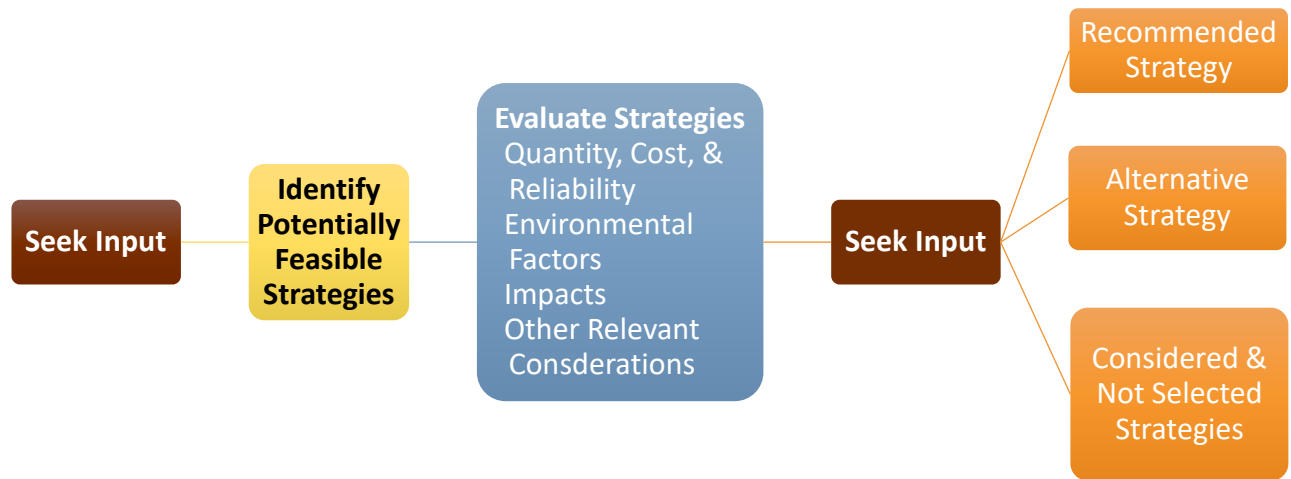 Seek Input
Identify
Potentially
Feasible
Strategies
Evaluate Strategies
Quantity, Cost, &
Reliability
Environmental
Factors
Impacts
Other Relevant
Consderations
Seek Input
Recommended
Strategy
Alternative
Strategy
Considered &
Not Selected
Strategies